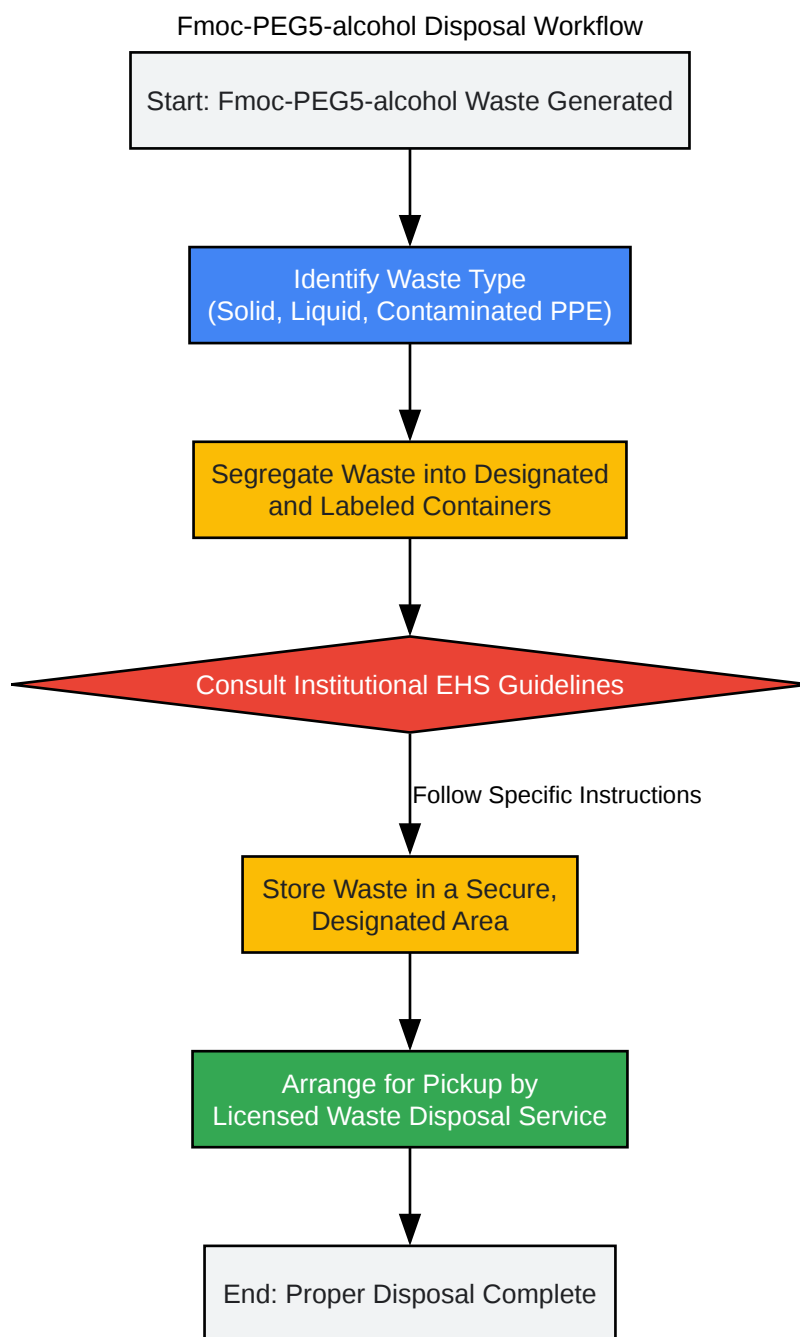 Fmoc-PEG5-alcohol Disposal Workflow
Start: Fmoc-PEG5-alcohol Waste Generated
Identify Waste Type
(Solid, Liquid, Contaminated PPE)
Segregate Waste into Designated
and Labeled Containers
Consult Institutional EHS Guidelines
Follow Specific Instructions
Store Waste in a Secure,
Designated Area
Arrange for Pickup by
Licensed Waste Disposal Service
End: Proper Disposal Complete